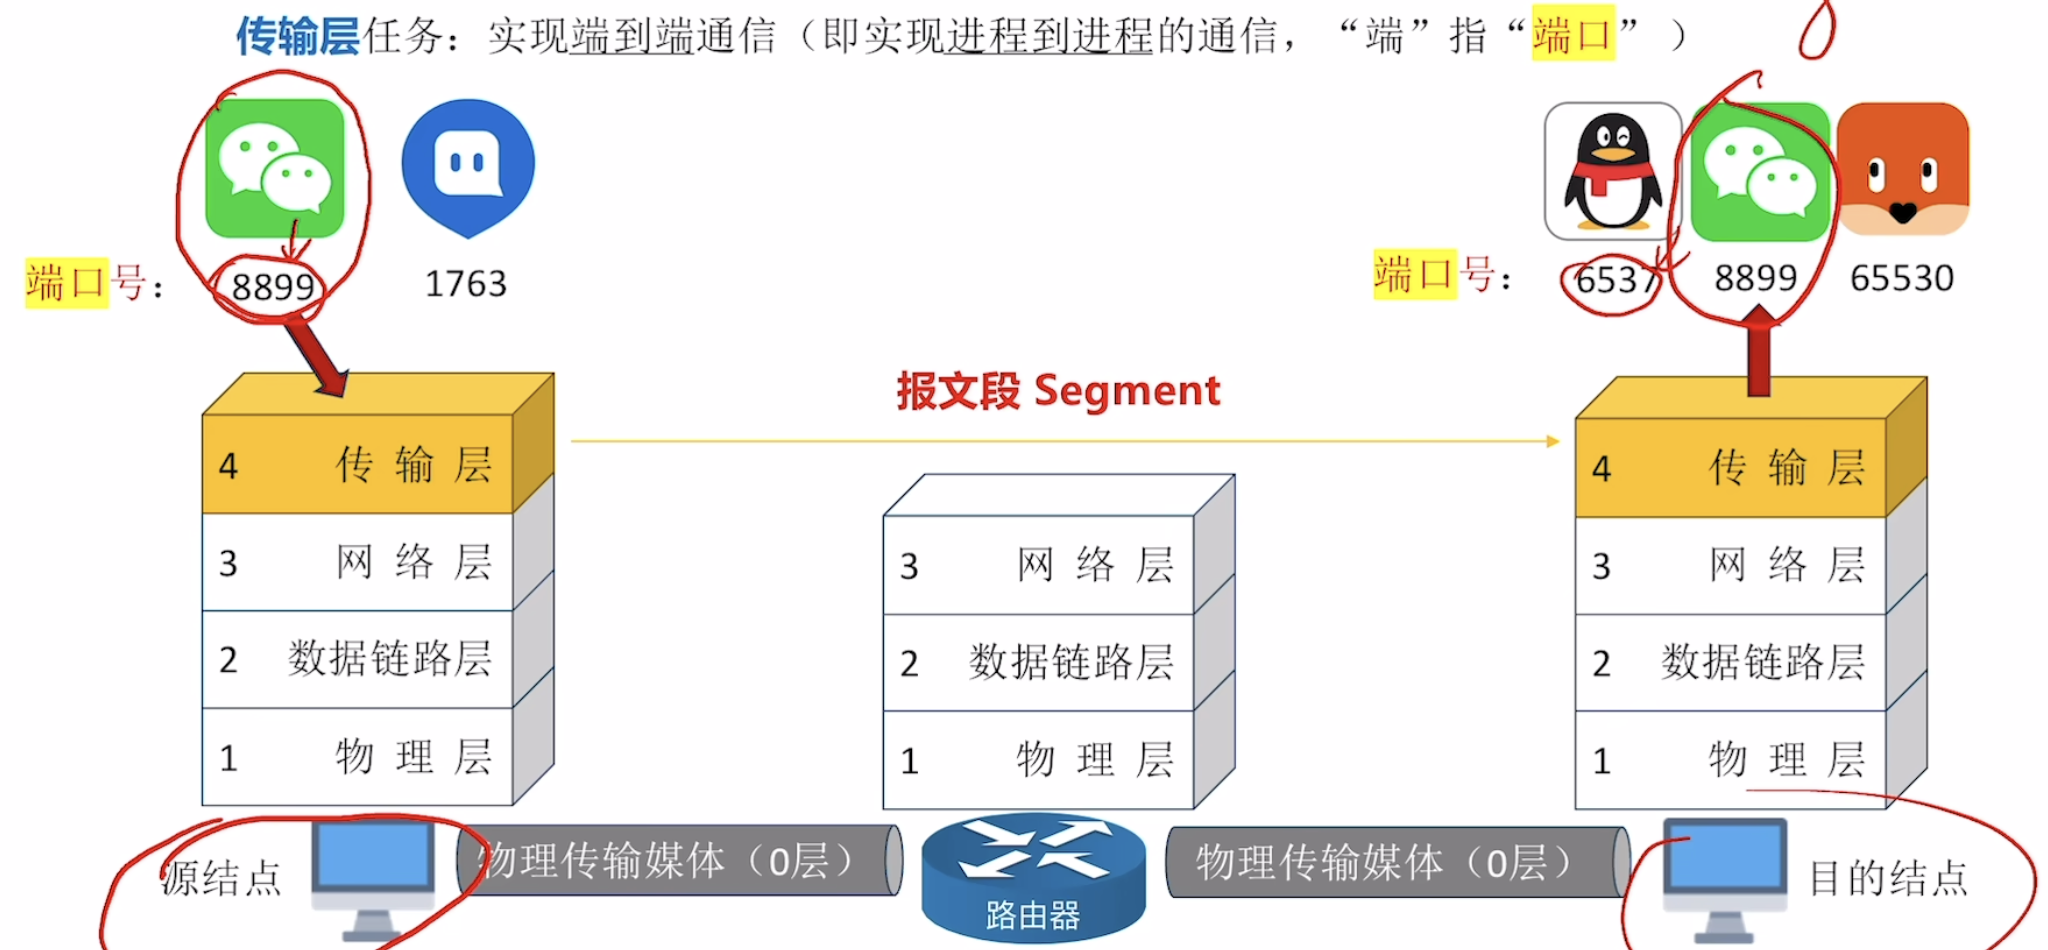 传输层任务：实现端到端通信（即实现进程到进程的通信，“端”指“端口”）
端口号：
8899
1763
端口号：
6537
8899
65530
报文段 Segment
4 传输层
3 网络层
2 数据链路层
1 物理层
3 网络层
2 数据链路层
1 物理层
4 传输层
3 网络层
2 数据链路层
1 物理层
源结点
物理传输媒体（0层）
路由器
物理传输媒体（0层）
目的结点